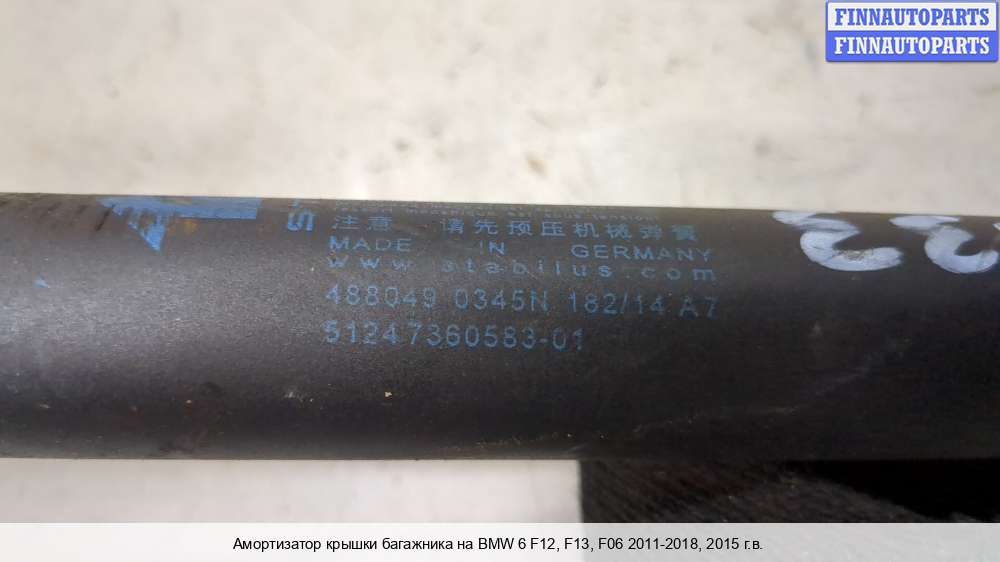 FINNAUTOPARTS
FINNAUTOPARTS
注意 请先预压机械弹簧
MADE IN GERMANY
www.stabilus.com
488049 0345N 182/14 A7
51247360583-01
Амортизатор крышки багажника на BMW 6 F12, F13, F06 2011-2018, 2015 г.в.